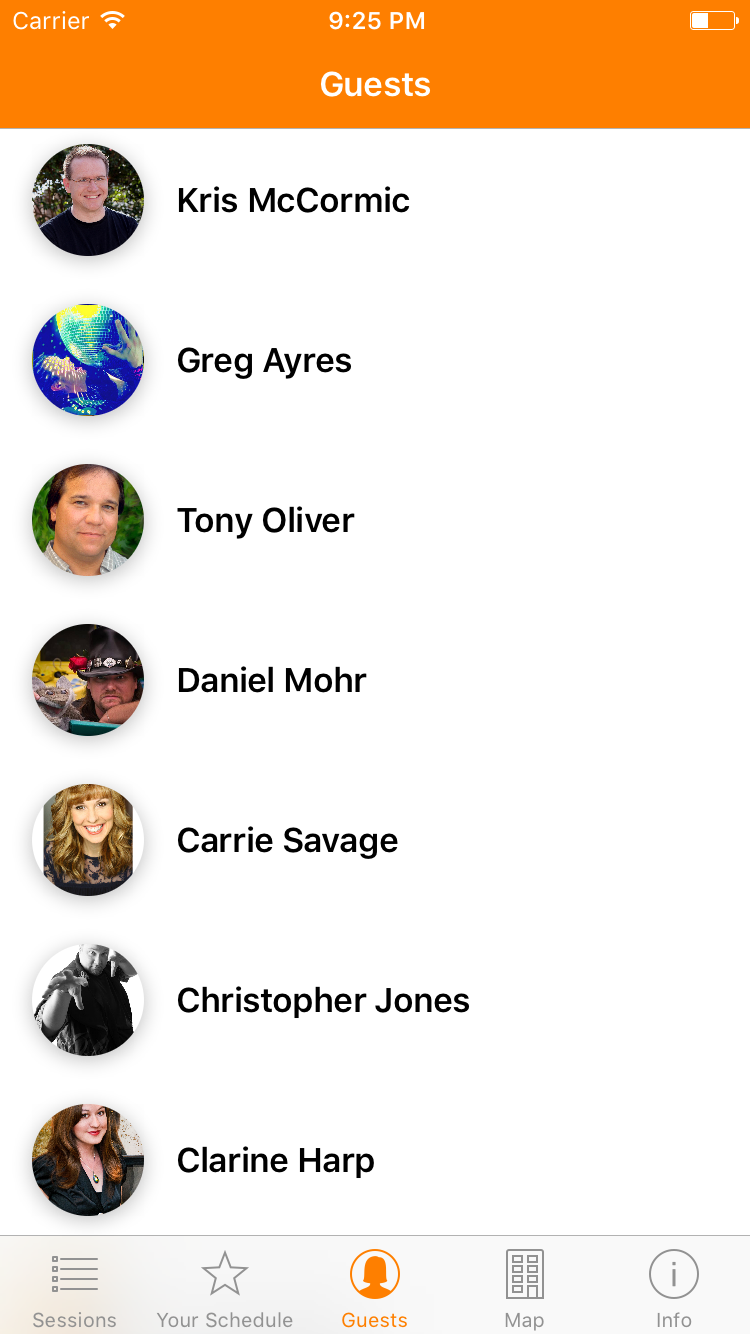 Carrier 9:25 PM
Guests
Kris McCormic
Greg Ayres
Tony Oliver
Daniel Mohr
Carrie Savage
Christopher Jones
Clarine Harp
Sessions Your Schedule Guests Map Info